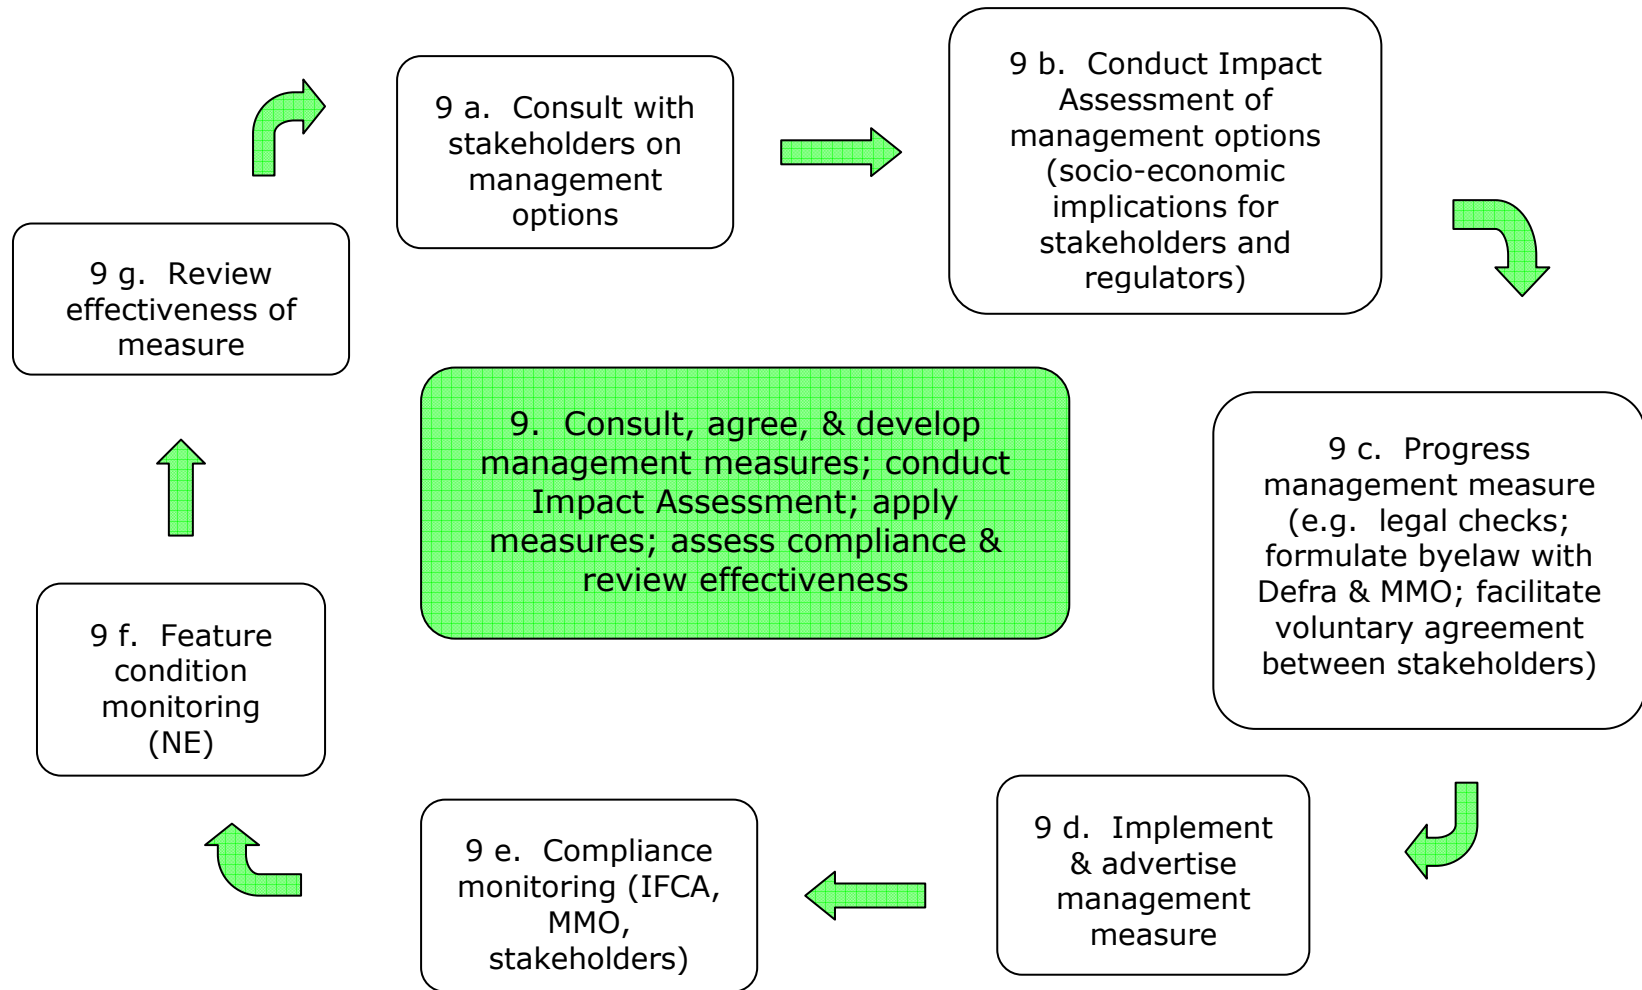 9 a.  Consult with
stakeholders on
management
options
9 b.  Conduct Impact
Assessment of
management options
(socio-economic
implications for
stakeholders and
regulators)
9 c.  Progress
management measure
(e.g.  legal checks;
formulate byelaw with
Defra & MMO; facilitate
voluntary agreement
between stakeholders)
9 d.  Implement
& advertise
management
measure
9 e.  Compliance
monitoring (IFCA,
MMO,
stakeholders)
9 f.  Feature
condition
monitoring
(NE)
9 g.  Review
effectiveness of
measure
9.  Consult, agree, & develop
management measures; conduct
Impact Assessment; apply
measures; assess compliance &
review effectiveness